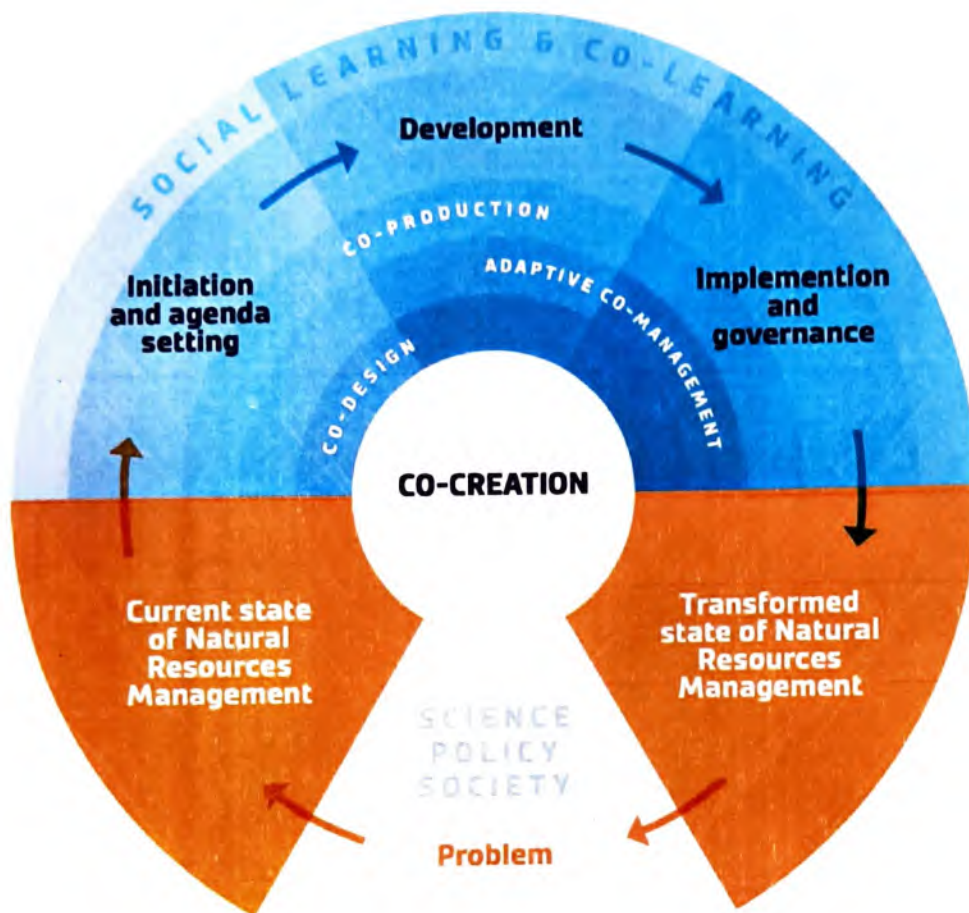 SOCIAL LEARNING & CO-LEARNING
Development
CO-PRODUCTION
ADAPTIVE CO-MANAGEMENT
Initiation
and agenda
setting
Implemention
and
governance
CO-DESIGN
CO-CREATION
Current state
of Natural
Resources
Management
Transformed
state of Natural
Resources
Management
SCIENCE
POLICY
SOCIETY
Problem